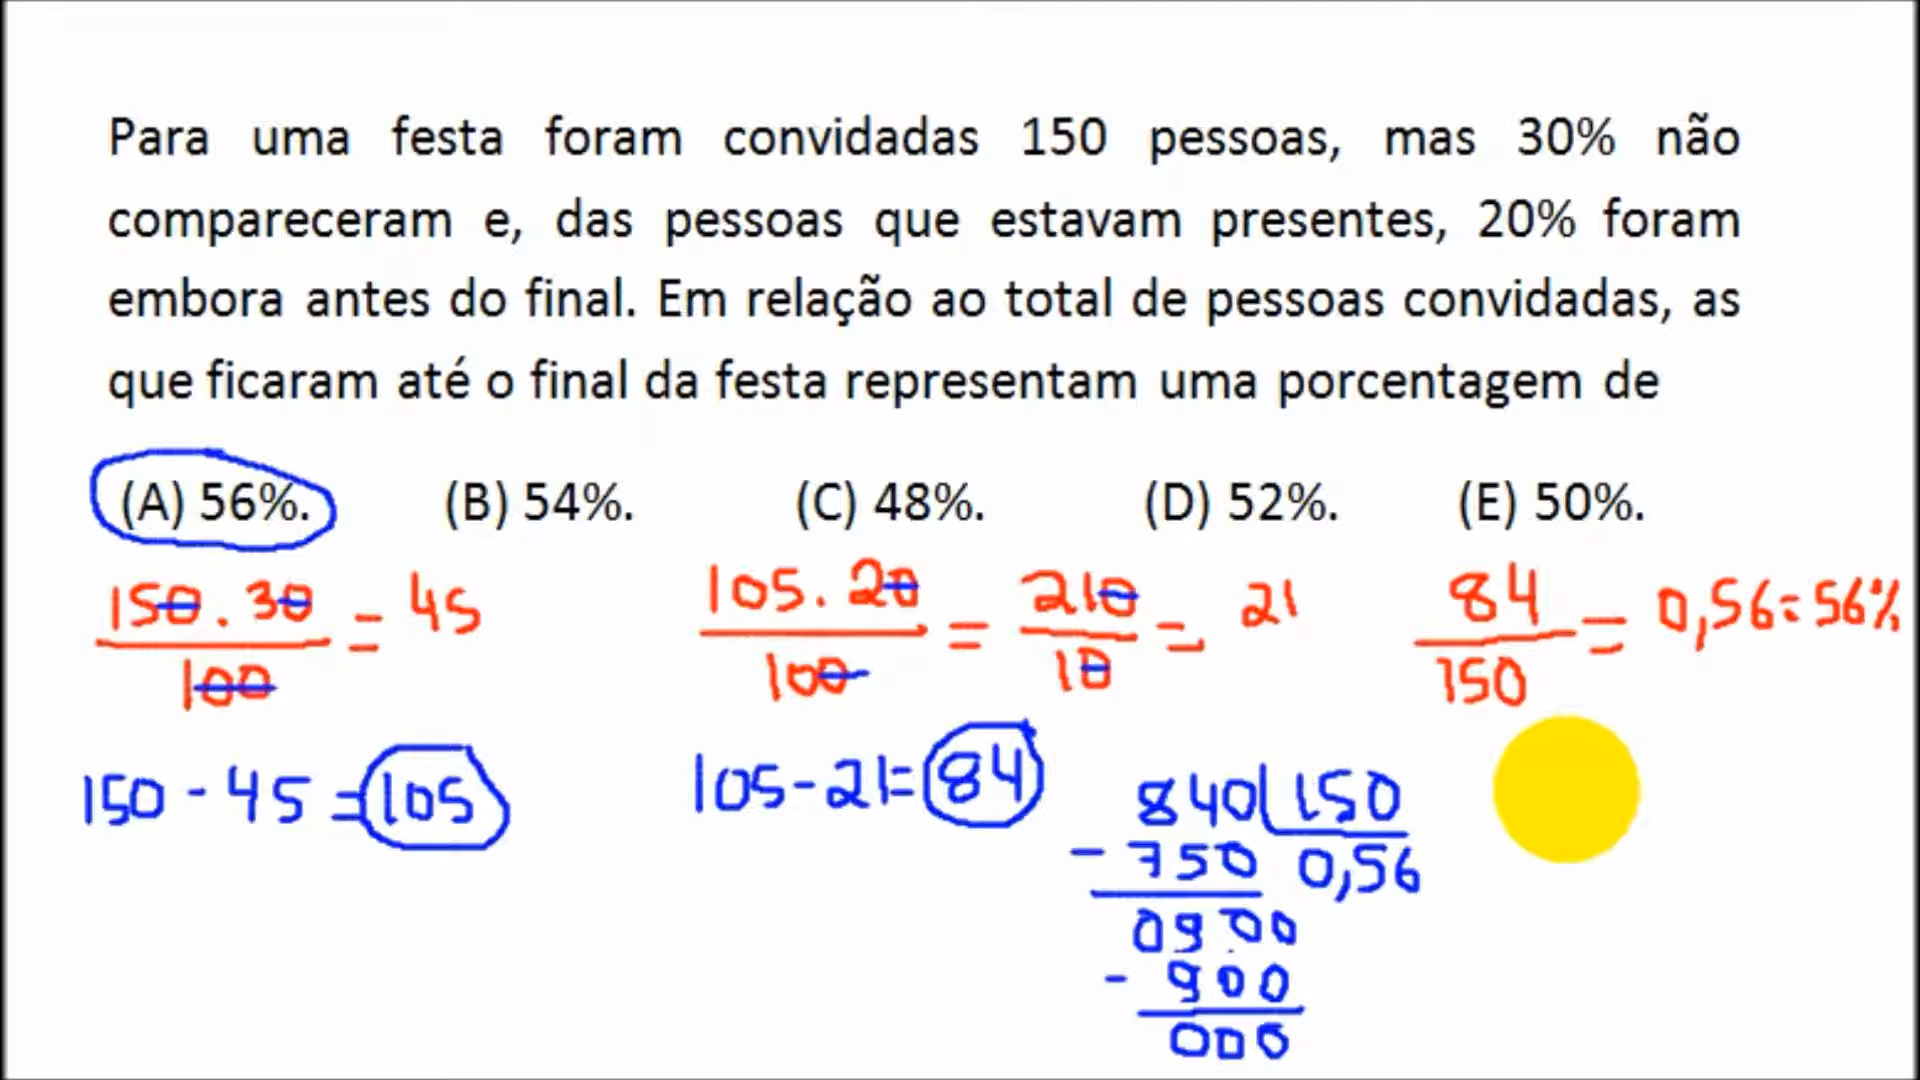 Para uma festa foram convidadas 150 pessoas, mas 30% não
compareceram e, das pessoas que estavam presentes, 20% foram
embora antes do final. Em relação ao total de pessoas convidadas, as
que ficaram até o final da festa representam uma porcentagem de
(A) 56%. (B) 54%. (C) 48%. (D) 52%. (E) 50%.
150 . 30 = 45
100
105 . 20 = 210 = 21
100 10
84 = 0,56 = 56%
150
150 - 45 = 105
105 - 21 = 84
840 150
- 750 0,56
0900
- 900
000